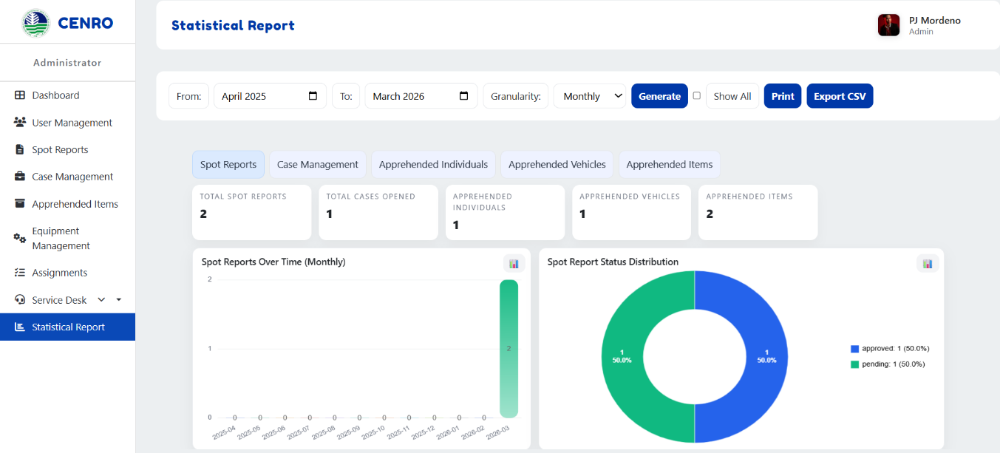 CENRO
Statistical Report
PJ Mordeno
Admin
Administrator
Dashboard
User Management
Spot Reports
Case Management
Apprehended Items
Equipment
Management
Assignments
Service Desk
Statistical Report
From: April 2025 To: March 2026 Granularity: Monthly Generate Show All Print Export CSV
Spot Reports Case Management Apprehended Individuals Apprehended Vehicles Apprehended Items
TOTAL SPOT REPORTS
2
TOTAL CASES OPENED
1
APPREHENDED
INDIVIDUALS
1
APPREHENDED VEHICLES
1
APPREHENDED ITEMS
2
Spot Reports Over Time (Monthly)
2
1
0
2
0 0 0 0 0 0 0 0 0 0 0
2025-04 2025-05 2025-06 2025-07 2025-08 2025-09 2025-10 2025-11 2025-12 2026-01 2026-02 2026-03
Spot Report Status Distribution
1
50.0%
1
50.0%
approved: 1 (50.0%)
pending: 1 (50.0%)